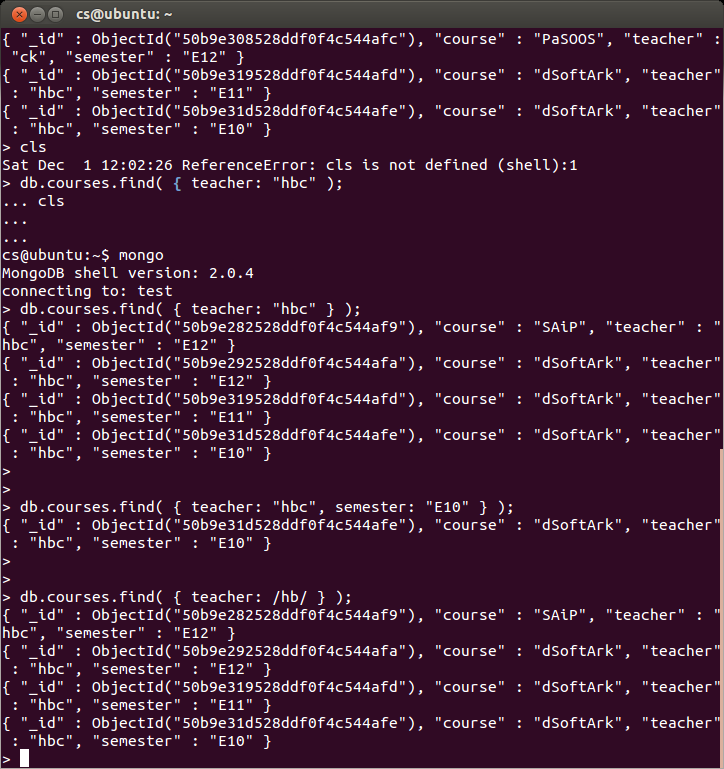 cs@ubuntu: ~
{ "_id" : ObjectId("50b9e308528ddf0f4c544afc"), "course" : "PaSOOS", "teacher" :
 "ck", "semester" : "E12" }
{ "_id" : ObjectId("50b9e319528ddf0f4c544afd"), "course" : "dSoftArk", "teacher"
 : "hbc", "semester" : "E11" }
{ "_id" : ObjectId("50b9e31d528ddf0f4c544afe"), "course" : "dSoftArk", "teacher"
 : "hbc", "semester" : "E10" }
> cls
Sat Dec  1 12:02:26 ReferenceError: cls is not defined (shell):1
> db.courses.find( { teacher: "hbc" );
... cls
...
...
cs@ubuntu:~$ mongo
MongoDB shell version: 2.0.4
connecting to: test
> db.courses.find( { teacher: "hbc" } );
{ "_id" : ObjectId("50b9e282528ddf0f4c544af9"), "course" : "SAiP", "teacher" : "
hbc", "semester" : "E12" }
{ "_id" : ObjectId("50b9e292528ddf0f4c544afa"), "course" : "dSoftArk", "teacher"
 : "hbc", "semester" : "E12" }
{ "_id" : ObjectId("50b9e319528ddf0f4c544afd"), "course" : "dSoftArk", "teacher"
 : "hbc", "semester" : "E11" }
{ "_id" : ObjectId("50b9e31d528ddf0f4c544afe"), "course" : "dSoftArk", "teacher"
 : "hbc", "semester" : "E10" }
>
>
> db.courses.find( { teacher: "hbc", semester: "E10" } );
{ "_id" : ObjectId("50b9e31d528ddf0f4c544afe"), "course" : "dSoftArk", "teacher"
 : "hbc", "semester" : "E10" }
>
>
> db.courses.find( { teacher: /hb/ } );
{ "_id" : ObjectId("50b9e282528ddf0f4c544af9"), "course" : "SAiP", "teacher" : "
hbc", "semester" : "E12" }
{ "_id" : ObjectId("50b9e292528ddf0f4c544afa"), "course" : "dSoftArk", "teacher"
 : "hbc", "semester" : "E12" }
{ "_id" : ObjectId("50b9e319528ddf0f4c544afd"), "course" : "dSoftArk", "teacher"
 : "hbc", "semester" : "E11" }
{ "_id" : ObjectId("50b9e31d528ddf0f4c544afe"), "course" : "dSoftArk", "teacher"
 : "hbc", "semester" : "E10" }
>